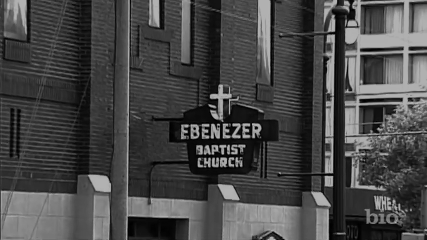 EBENEZER
BAPTIST
CHURCH
WHEA
bio